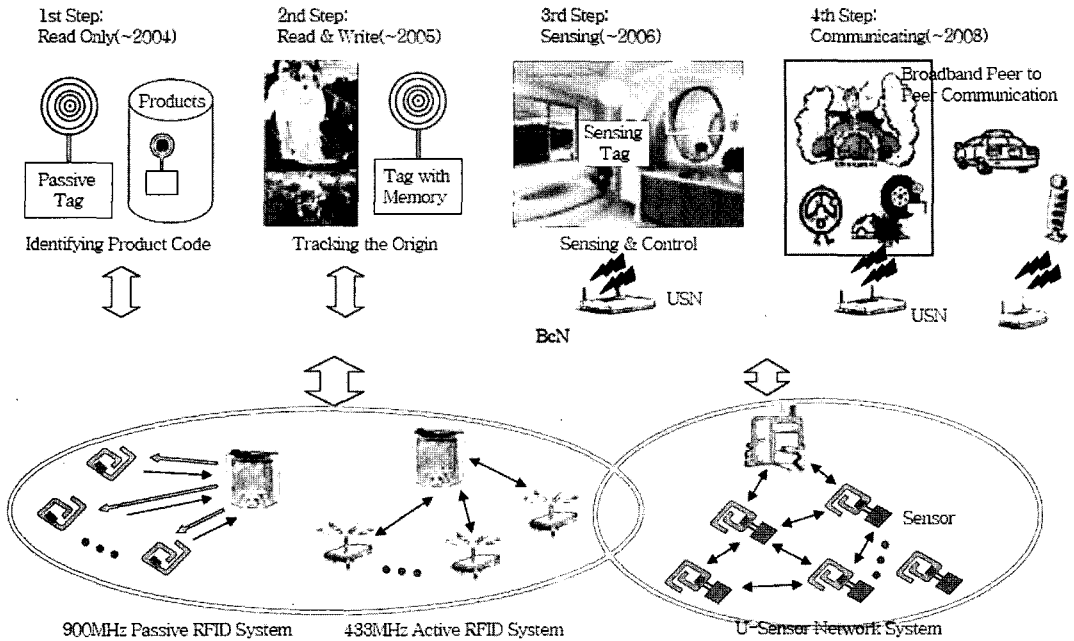 1st Step:
Read Only(~2004)
2nd Step:
Read & Write(~2005)
3rd Step:
Sensing(~2006)
4th Step:
Communicating(~2008)
Products
Passive
Tag
Tag with
Memory
Sensing
Tag
Broadband Peer to
Peer Communication
Identifying Product Code
Tracking the Origin
Sensing & Control
USN
USN
BcN
Sensor
900MHz Passive RFID System
433MHz Active RFID System
U-Sensor Network System